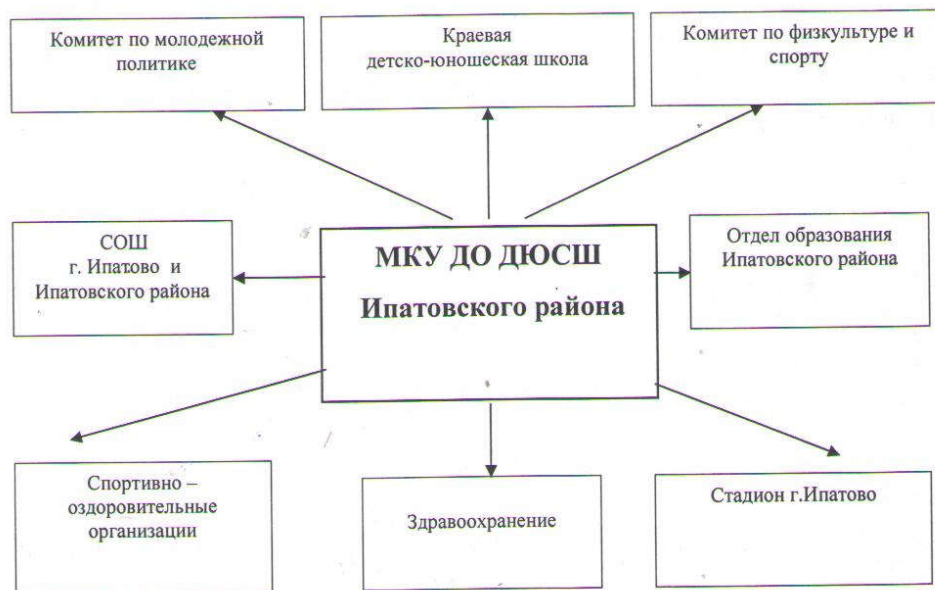 Комитет по молодежной
политике
Краевая
детско-юношеская школа
Комитет по физкультуре и
спорту
СОШ
г. Ипатово и
Ипатовского района
МКУ ДО ДЮСШ
Ипатовского района
Отдел образования
Ипатовского района
Спортивно –
оздоровительные
организации
Здравоохранение
Стадион г.Ипатово